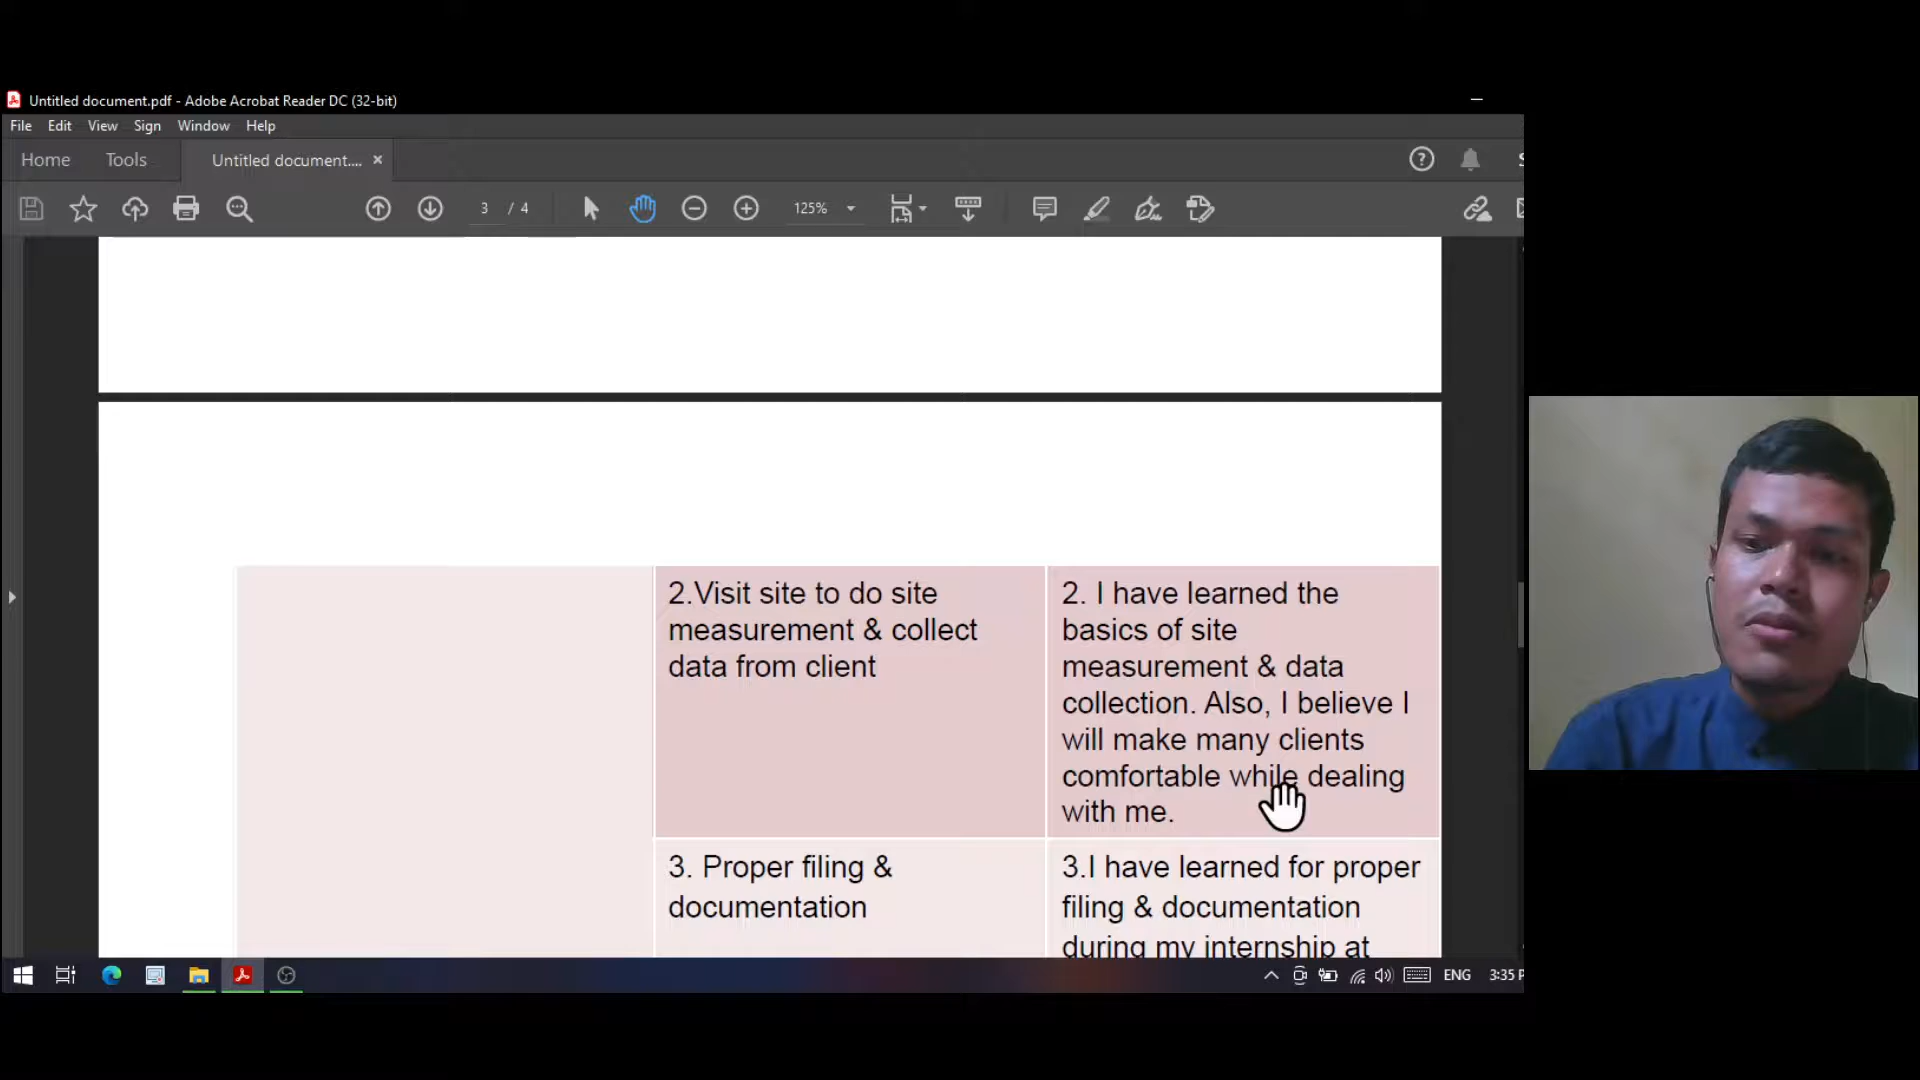 Untitled document.pdf - Adobe Acrobat Reader DC (32-bit)
File Edit View Sign Window Help
Home Tools Untitled document....
3 / 4 125%
2.Visit site to do site
measurement & collect
data from client
2. I have learned the
basics of site
measurement & data
collection. Also, I believe I
will make many clients
comfortable while dealing
with me.
3. Proper filing &
documentation
3.I have learned for proper
filing & documentation
during my internship at
ENG 3:35 P